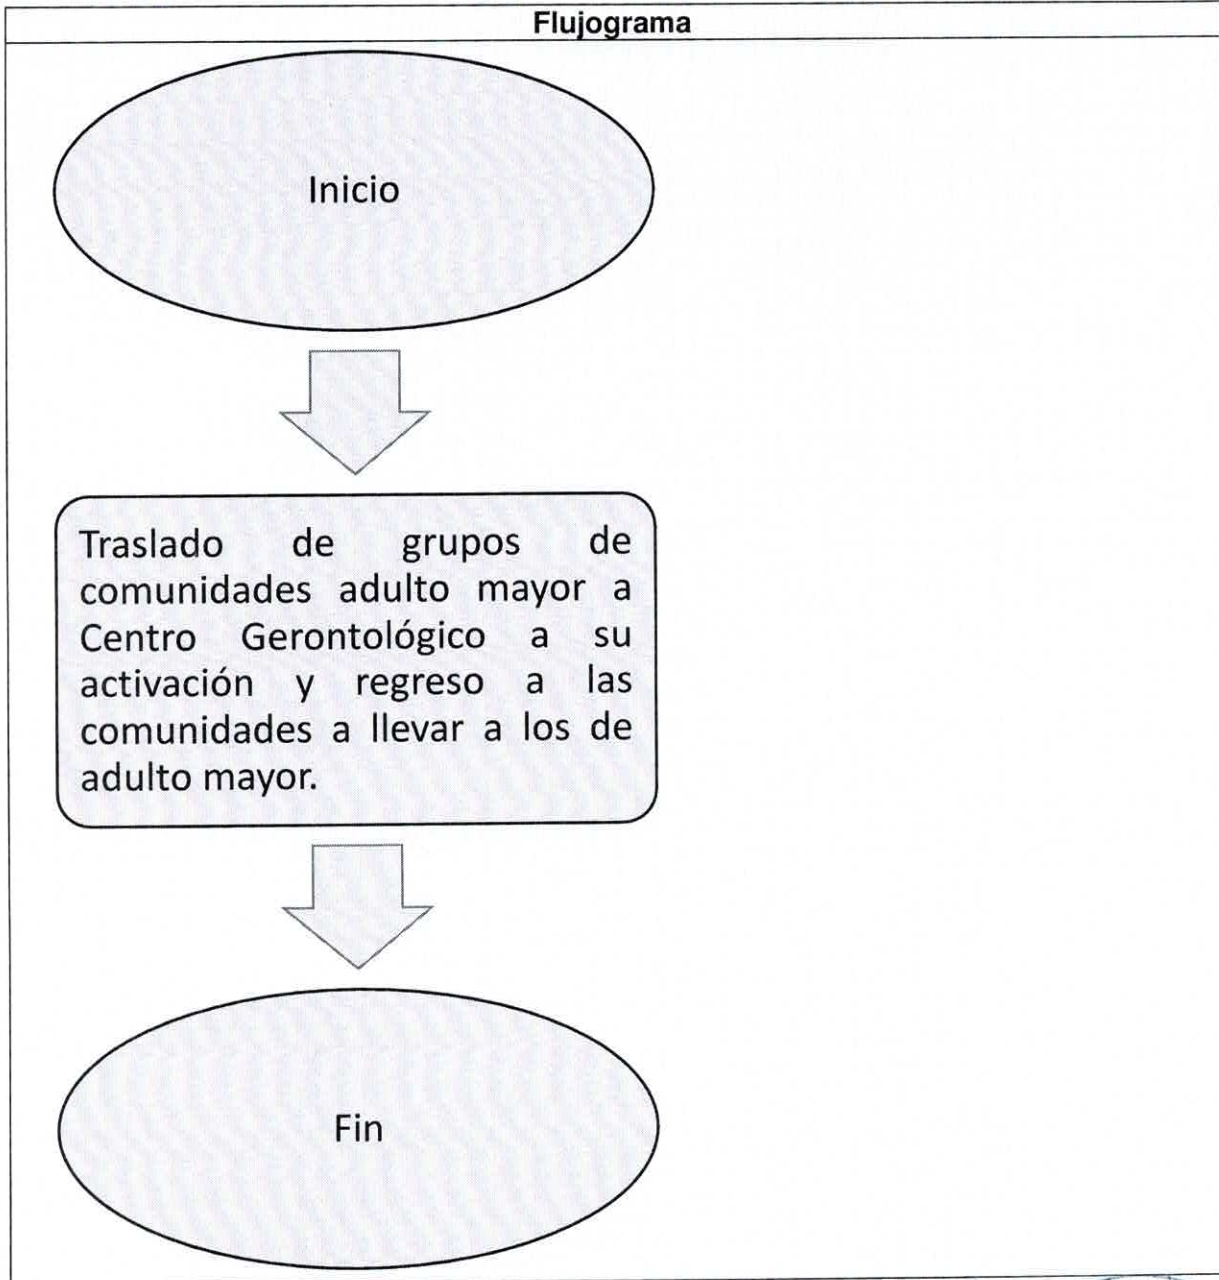 Flujograma
Inicio
Traslado de grupos de
comunidades adulto mayor a
Centro Gerontológico a su
activación y regreso a las
comunidades a llevar a los de
adulto mayor.
Fin